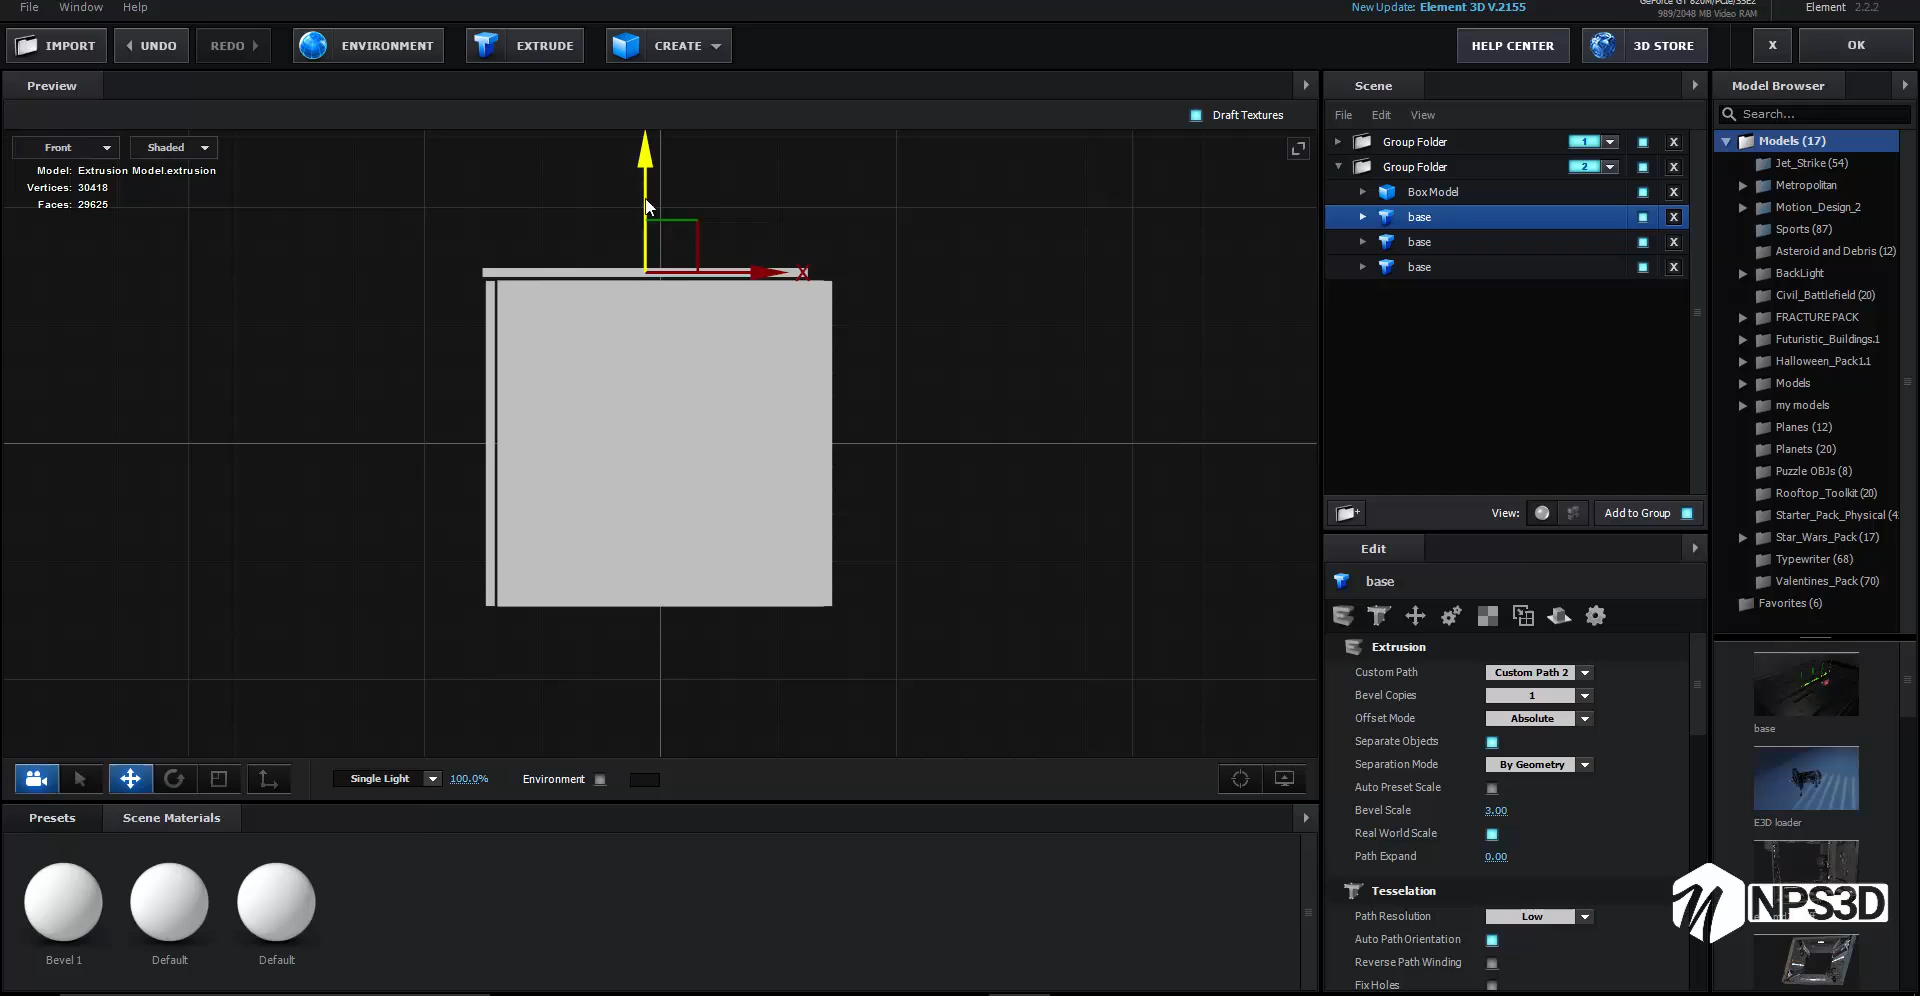 File Window Help
New Update: Element 3D V.2155
GeForce GT 820M/PCIe/SSE2
989/2048 MB Video RAM
Element 2.2.2
IMPORT
UNDO
REDO
ENVIRONMENT
EXTRUDE
CREATE
HELP CENTER
3D STORE
X
OK
Preview
Draft Textures
Front
Shaded
Model: Extrusion Model.extrusion
Vertices: 30418
Faces: 29625
X
Single Light
100.0%
Environment
Presets
Scene Materials
Bevel 1
Default
Default
Scene
File Edit View
Group Folder 1 X
Group Folder 2 X
Box Model X
base X
base X
base X
View:
Add to Group
Edit
base
Extrusion
Custom Path Custom Path 2
Bevel Copies 1
Offset Mode Absolute
Separate Objects
Separation Mode By Geometry
Auto Preset Scale
Bevel Scale 3.00
Real World Scale
Path Expand 0.00
Tesselation
Path Resolution Low
Auto Path Orientation
Reverse Path Winding
Fix Holes
Model Browser
Search...
Models (17)
Jet_Strike (54)
Metropolitan
Motion_Design_2
Sports (87)
Asteroid and Debris (12)
BackLight
Civil_Battlefield (20)
FRACTURE PACK
Futuristic_Buildings.1
Halloween_Pack1.1
Models
my models
Planes (12)
Planets (20)
Puzzle OBJs (8)
Rooftop_Toolkit (20)
Starter_Pack_Physical (4
Star_Wars_Pack (17)
Typewriter (68)
Valentines_Pack (70)
Favorites (6)
base
E3D loader
NPS3D